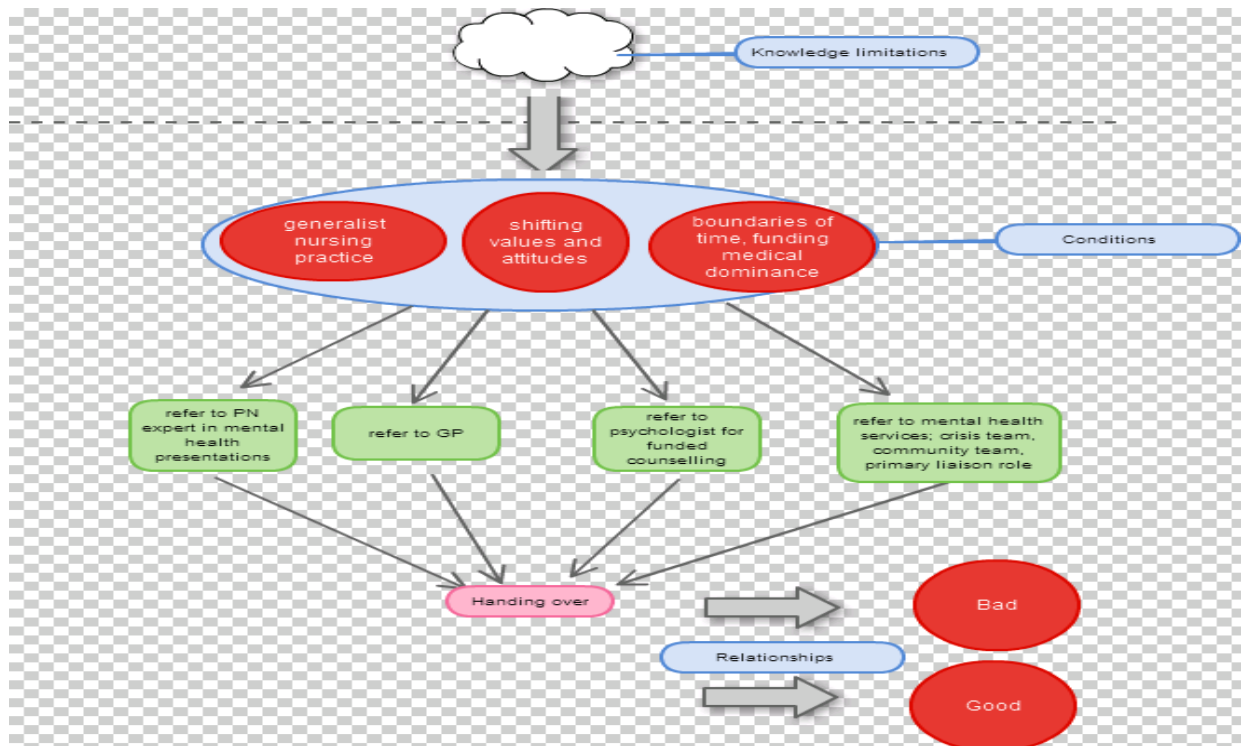 Knowledge limitations
generalist
nursing
practice
shifting
values and
attitudes
boundaries of
time, funding
medical
dominance
Conditions
refer to PN
expert in mental
health
presentations
refer to GP
refer to
psychologist for
funded
counselling
refer to mental health
services; crisis team,
community team,
primary liaison role
Handing over
Bad
Relationships
Good